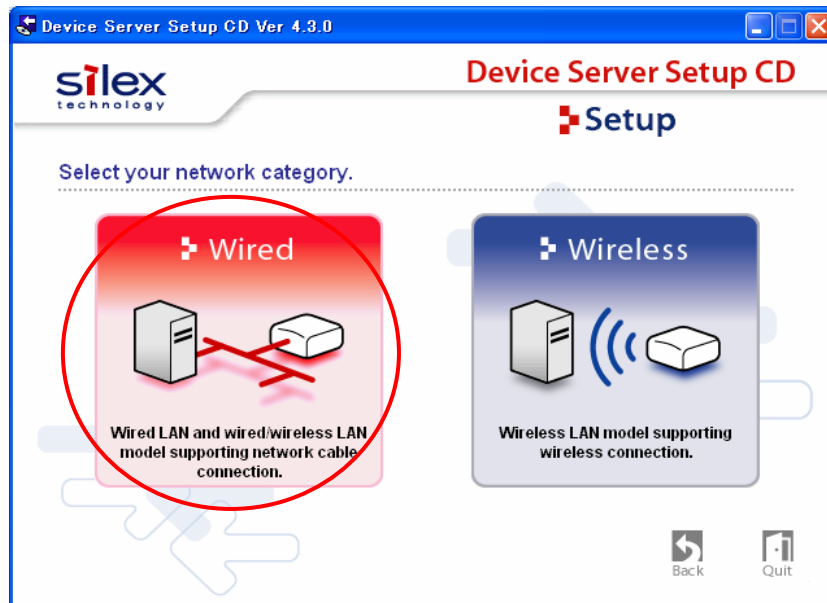 Device Server Setup CD Ver 4.3.0
silex
technology
Device Server Setup CD
Setup
Select your network category.
Wired
Wired LAN and wired/wireless LAN
model supporting network cable
connection.
Wireless
Wireless LAN model supporting
wireless connection.
Back
Quit